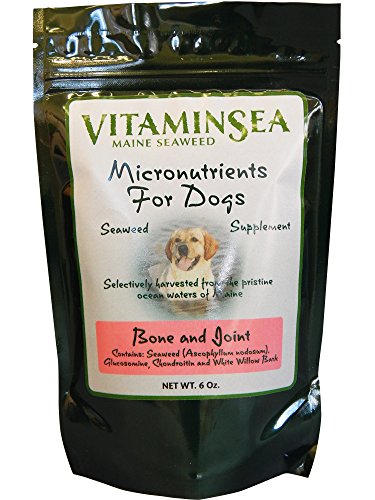 VITAMINSEA
MAINE SEAWEED
Micronutrients
For Dogs
Seaweed Supplement
Selectively harvested from the pristine
ocean waters of Maine
Bone and Joint
Contains: Seaweed (Ascophyllum nodosum),
Glucosamine, Chondroitin and White Willow Bark
NET WT. 6 Oz.